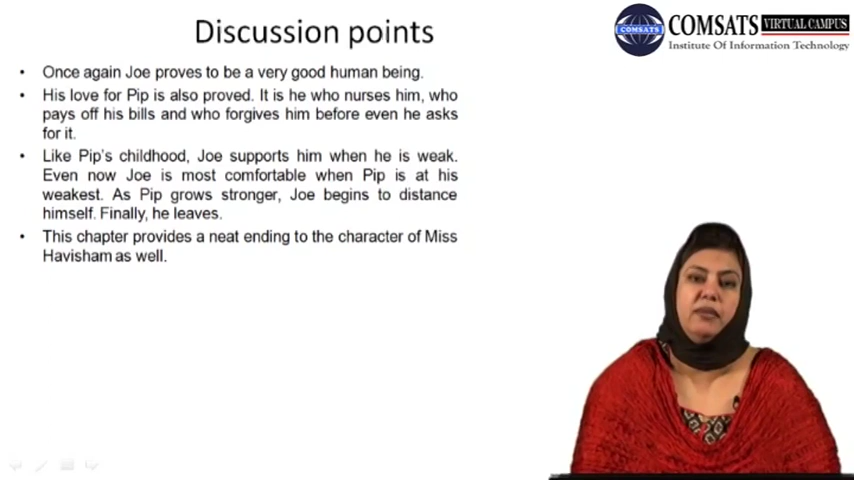 Discussion points
COMSATS
COMSATS VIRTUAL CAMPUS
Institute Of Information Technology
• Once again Joe proves to be a very good human being.
• His love for Pip is also proved. It is he who nurses him, who
pays off his bills and who forgives him before even he asks
for it.
• Like Pip's childhood, Joe supports him when he is weak.
Even now Joe is most comfortable when Pip is at his
weakest. As Pip grows stronger, Joe begins to distance
himself. Finally, he leaves.
• This chapter provides a neat ending to the character of Miss
Havisham as well.